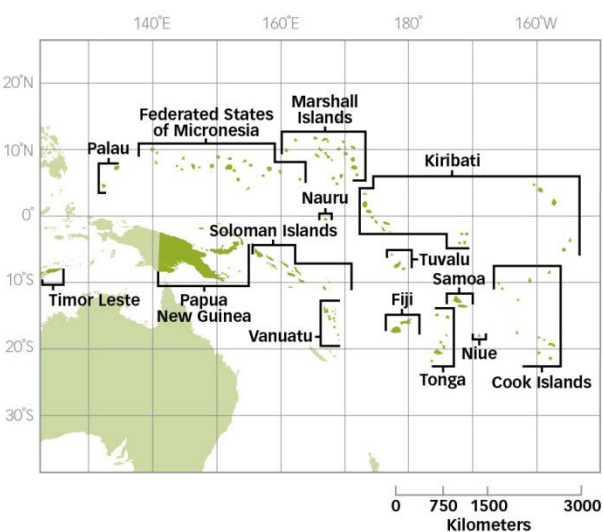 140°E 160°E 180° 160°W
20°N
Marshall
Islands
Federated States
of Micronesia
Palau
10°N
Kiribati
Nauru
0°
Soloman Islands
Tuvalu
Samoa
10°S
Timor Leste
Papua
New Guinea
Fiji
Vanuatu
20°S
Niue
Tonga
Cook Islands
30°S
0 750 1500 3000
Kilometers